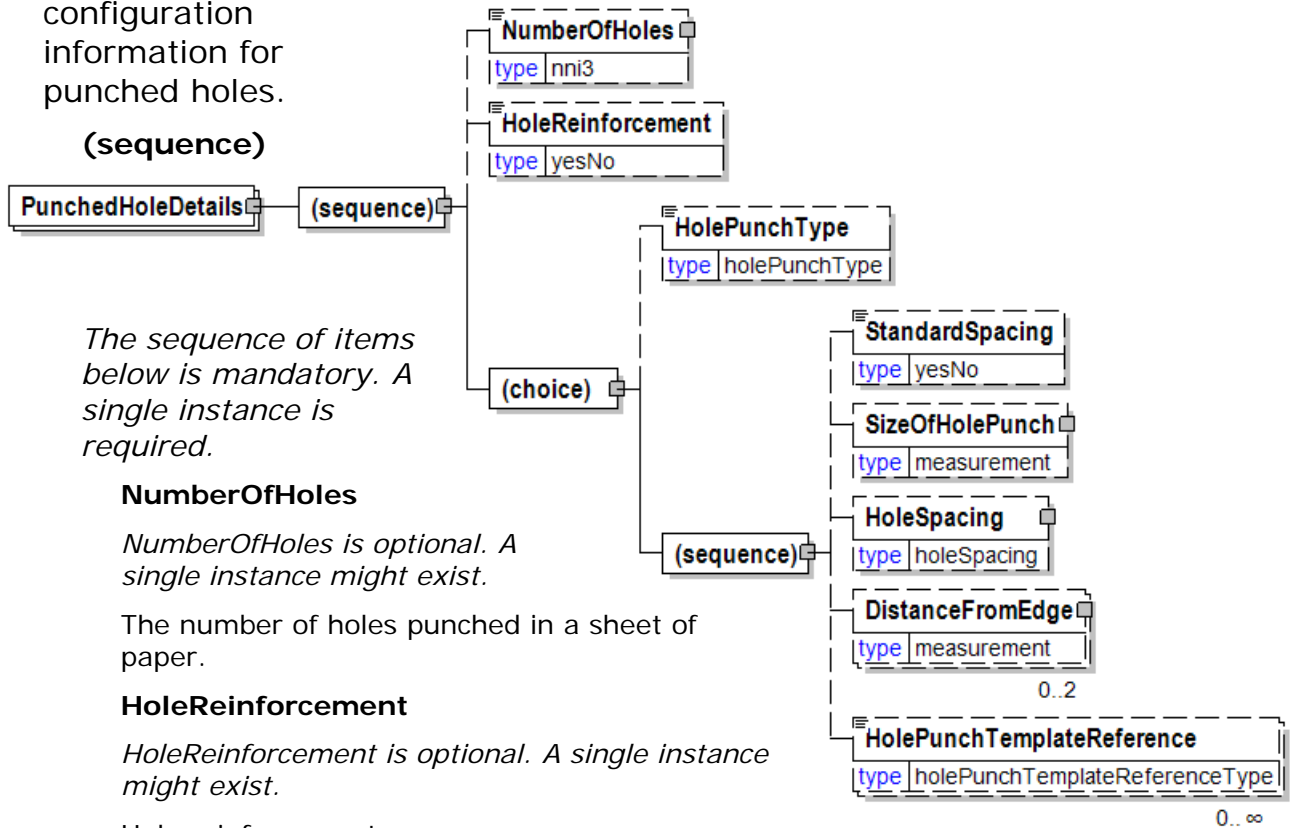 configuration
information for
punched holes.
(sequence)
PunchedHoleDetails
(sequence)
NumberOfHoles
type nni3
HoleReinforcement
type yesNo
HolePunchType
type holePunchType
(choice)
StandardSpacing
type yesNo
SizeOfHolePunch
type measurement
HoleSpacing
type holeSpacing
(sequence)
DistanceFromEdge
type measurement
0..2
HolePunchTemplateReference
type holePunchTemplateReferenceType
0..∞
The sequence of items
below is mandatory. A
single instance is
required.
NumberOfHoles
NumberOfHoles is optional. A
single instance might exist.
The number of holes punched in a sheet of
paper.
HoleReinforcement
HoleReinforcement is optional. A single instance
might exist.